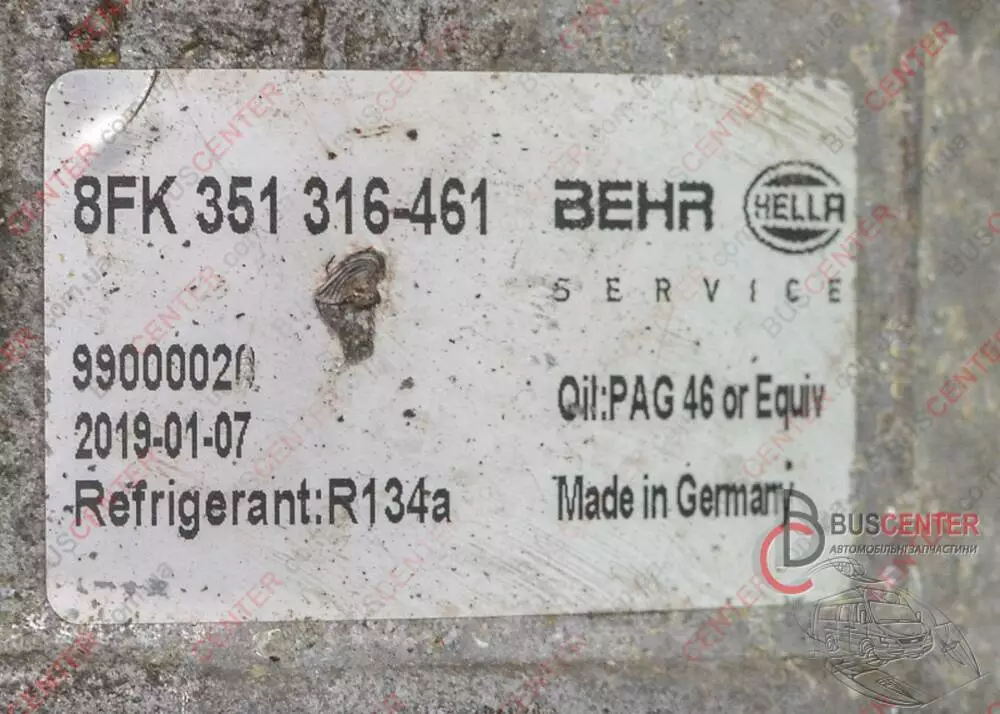 8FK 351 316-461
BEHR HELLA
SERVICE
99000020
2019-01-07
Oil:PAG 46 or Equiv
Refrigerant:R134a
Made in Germany
BUSCENTER
АВТОМОБІЛЬНІ ЗАПЧАСТИНИ